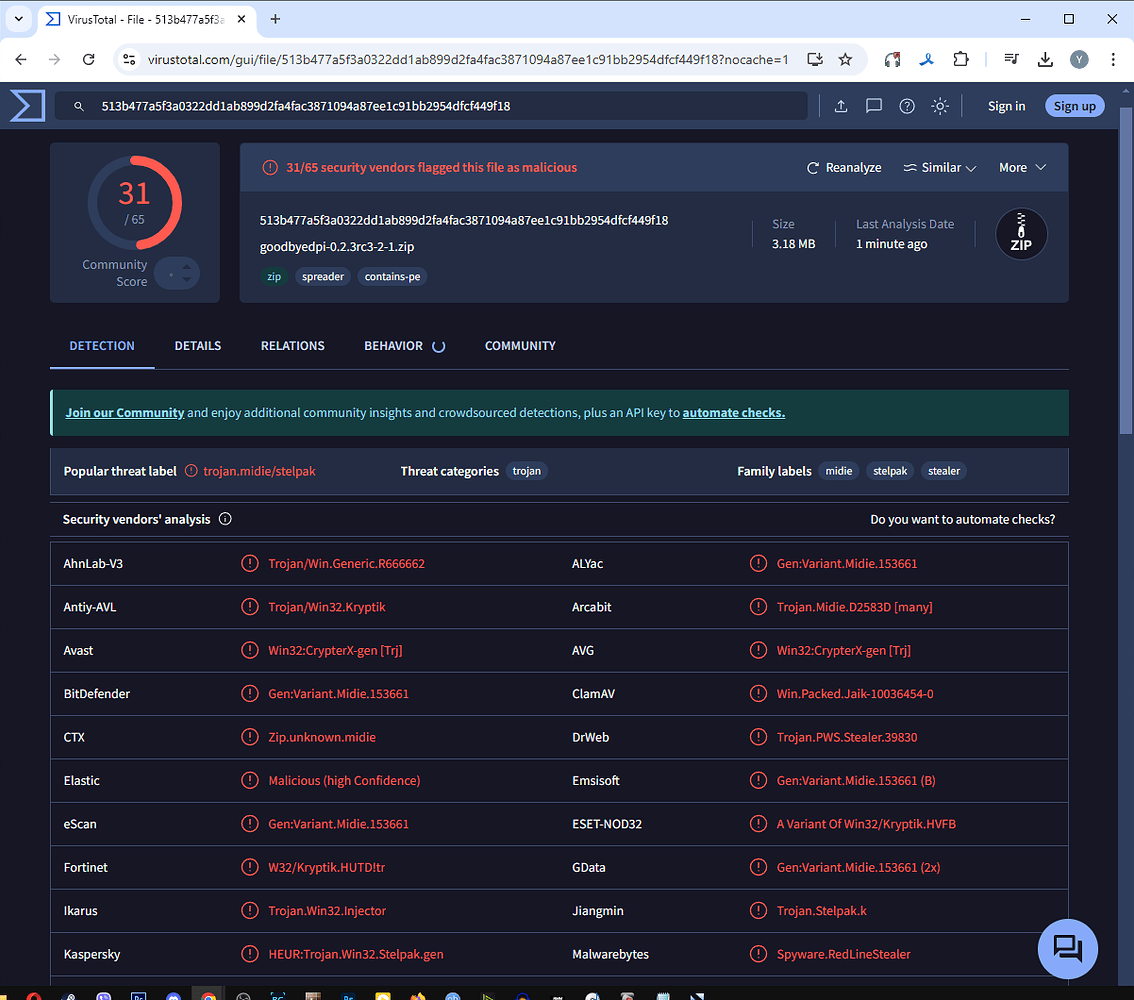 VirusTotal - File - 513b477a5f3a
virustotal.com/gui/file/513b477a5f3a0322dd1ab899d2fa4fac3871094a87ee1c91bb2954dfcf449f18?nocache=1
Y
513b477a5f3a0322dd1ab899d2fa4fac3871094a87ee1c91bb2954dfcf449f18
Sign in
Sign up
31
/ 65
Community
Score
31/65 security vendors flagged this file as malicious
Reanalyze
Similar
More
513b477a5f3a0322dd1ab899d2fa4fac3871094a87ee1c91bb2954dfcf449f18
goodbyedpi-0.2.3rc3-2-1.zip
zip
spreader
contains-pe
Size
3.18 MB
Last Analysis Date
1 minute ago
ZIP
DETECTION
DETAILS
RELATIONS
BEHAVIOR
COMMUNITY
Join our Community and enjoy additional community insights and crowdsourced detections, plus an API key to automate checks.
Popular threat label
trojan.midie/stelpak
Threat categories
trojan
Family labels
midie
stelpak
stealer
Security vendors' analysis
Do you want to automate checks?
AhnLab-V3
Trojan/Win.Generic.R666662
ALYac
Gen:Variant.Midie.153661
Antiy-AVL
Trojan/Win32.Kryptik
Arcabit
Trojan.Midie.D2583D [many]
Avast
Win32:CrypterX-gen [Trj]
AVG
Win32:CrypterX-gen [Trj]
BitDefender
Gen:Variant.Midie.153661
ClamAV
Win.Packed.Jaik-10036454-0
CTX
Zip.unknown.midie
DrWeb
Trojan.PWS.Stealer.39830
Elastic
Malicious (high Confidence)
Emsisoft
Gen:Variant.Midie.153661 (B)
eScan
Gen:Variant.Midie.153661
ESET-NOD32
A Variant Of Win32/Kryptik.HVFB
Fortinet
W32/Kryptik.HUTD!tr
GData
Gen:Variant.Midie.153661 (2x)
Ikarus
Trojan.Win32.Injector
Jiangmin
Trojan.Stelpak.k
Kaspersky
HEUR:Trojan.Win32.Stelpak.gen
Malwarebytes
Spyware.RedLineStealer